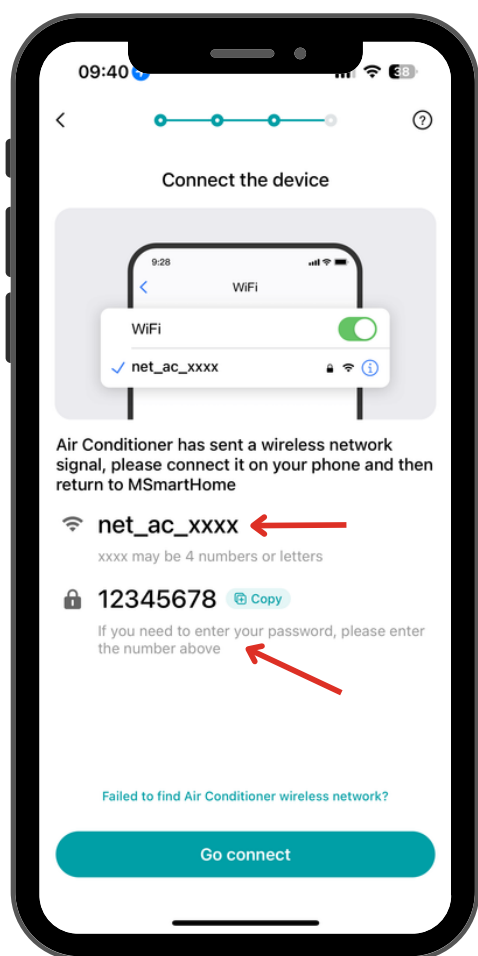 09:40
38
Connect the device
9:28
WiFi
WiFi
net_ac_xxxx
Air Conditioner has sent a wireless network
signal, please connect it on your phone and then
return to MSmartHome
net_ac_xxxx
xxxx may be 4 numbers or letters
12345678 Copy
If you need to enter your password, please enter
the number above
Failed to find Air Conditioner wireless network?
Go connect